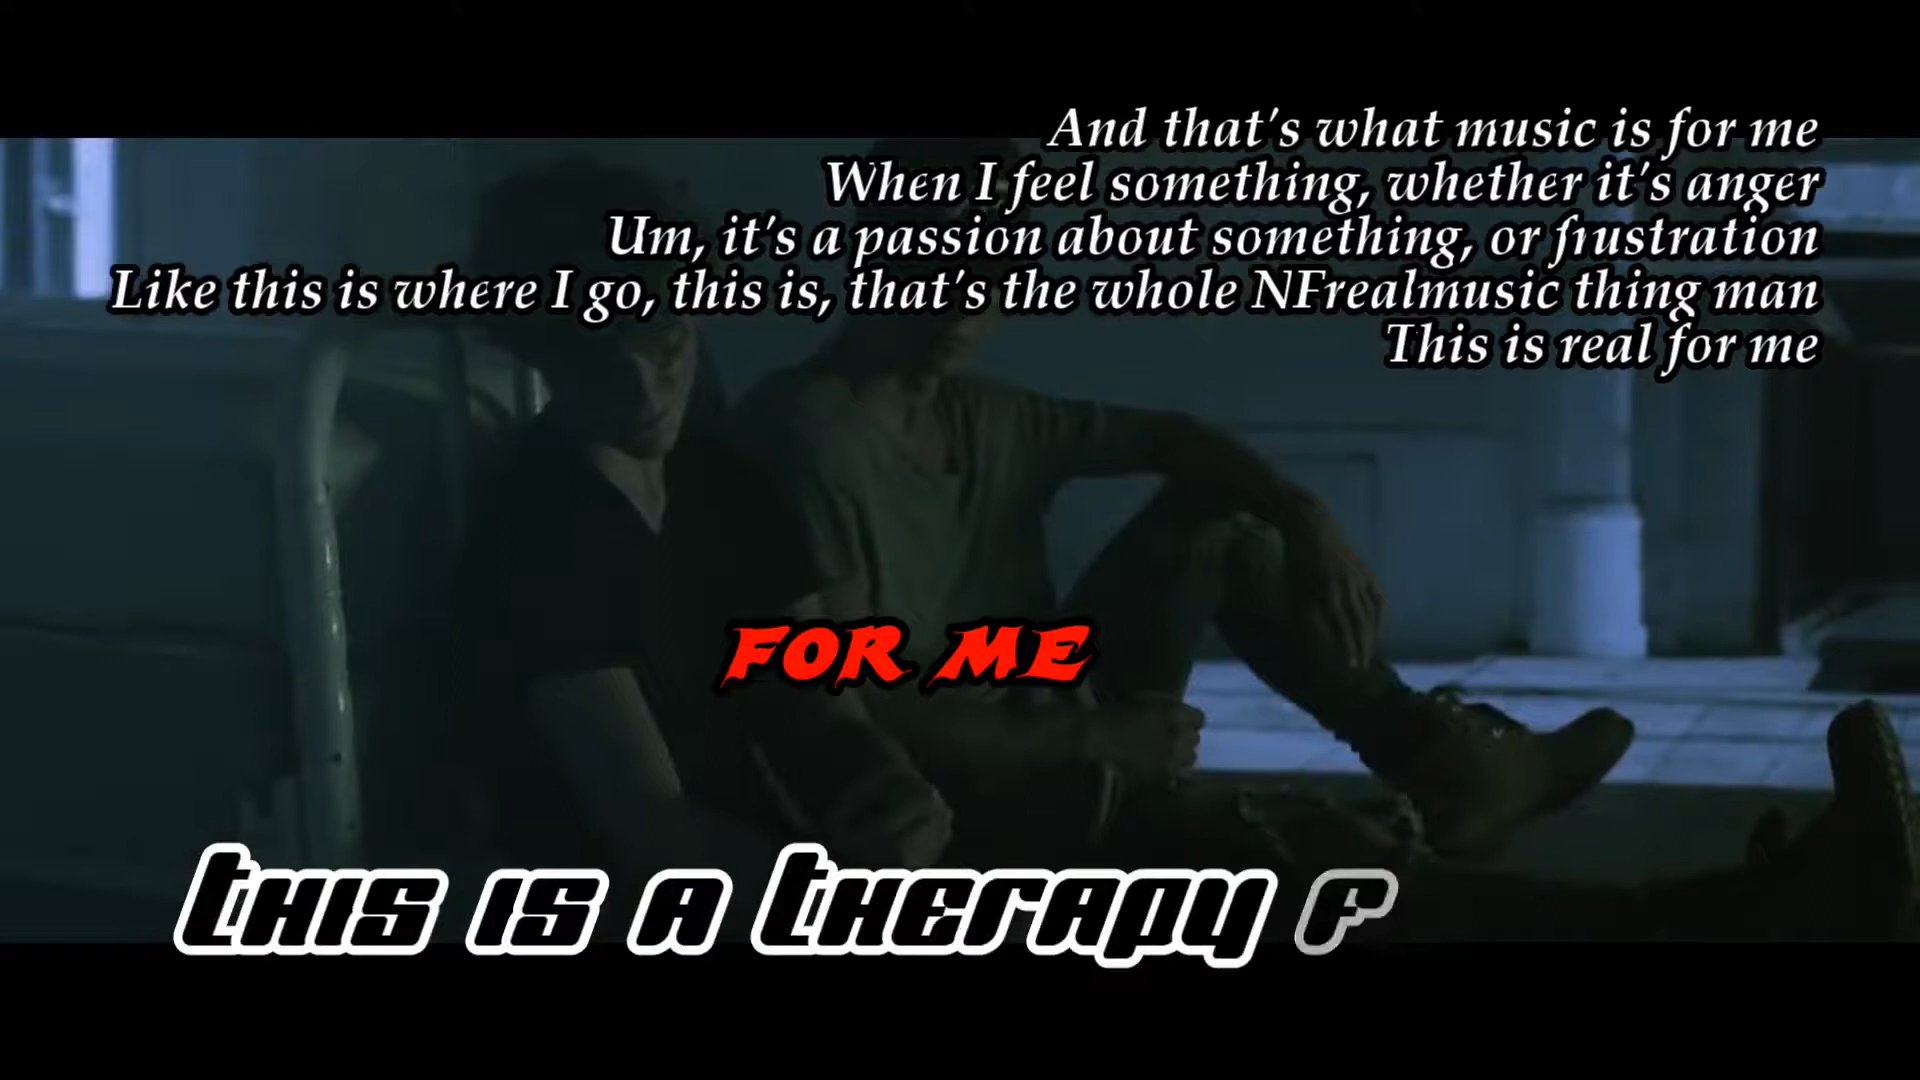 And that's what music is for me
When I feel something, whether it's anger
Um, it's a passion about something, or frustration
Like this is where I go, this is, that's the whole NFrealmusic thing man
This is real for me
FOR ME
This is a Therapy f